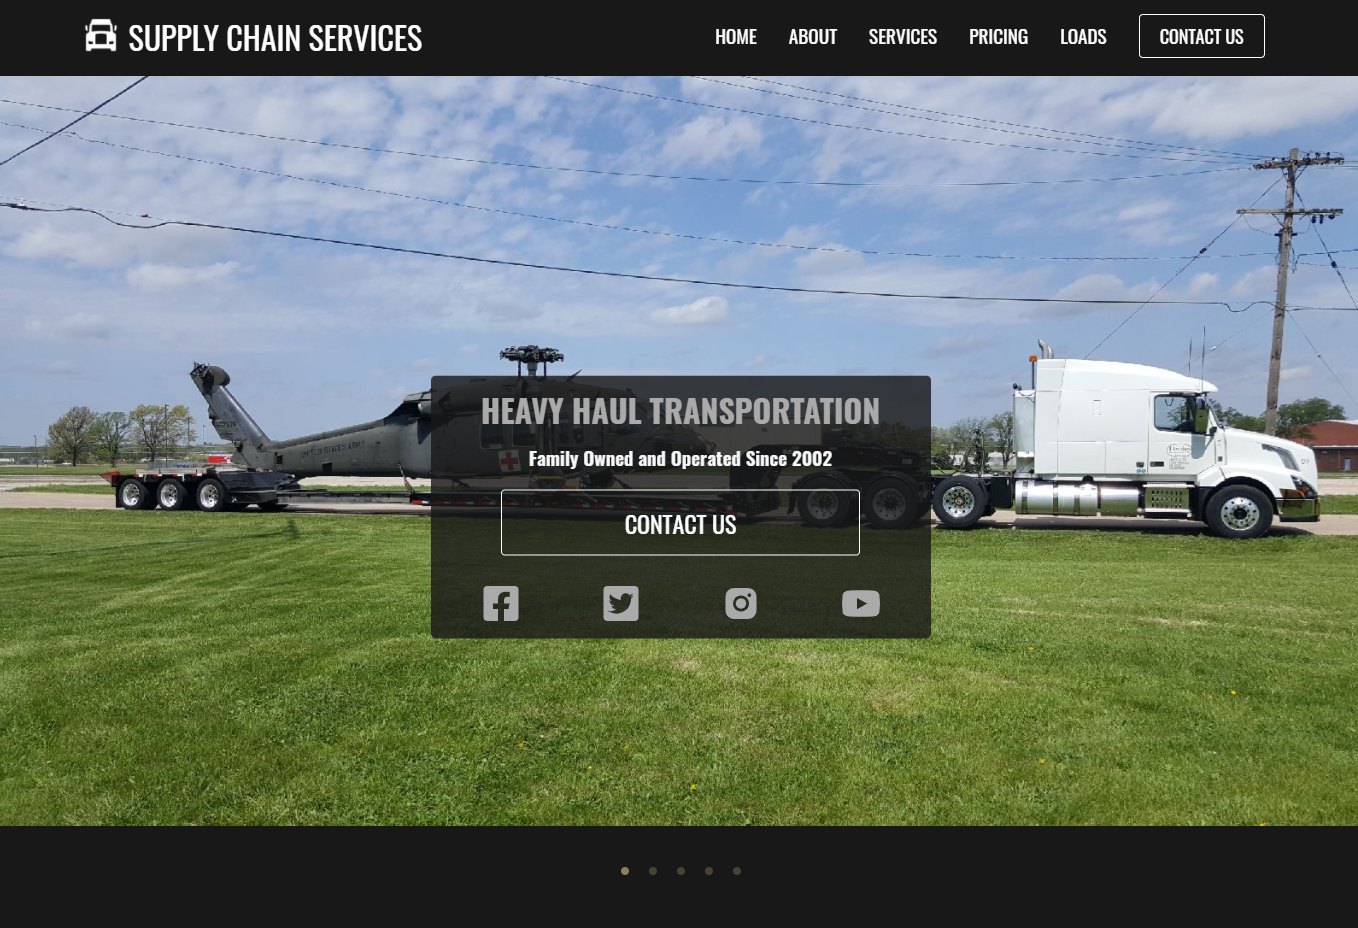 SUPPLY CHAIN SERVICES
HOME
ABOUT
SERVICES
PRICING
LOADS
CONTACT US
HEAVY HAUL TRANSPORTATION
Family Owned and Operated Since 2002
CONTACT US
UNITED STATES ARMY